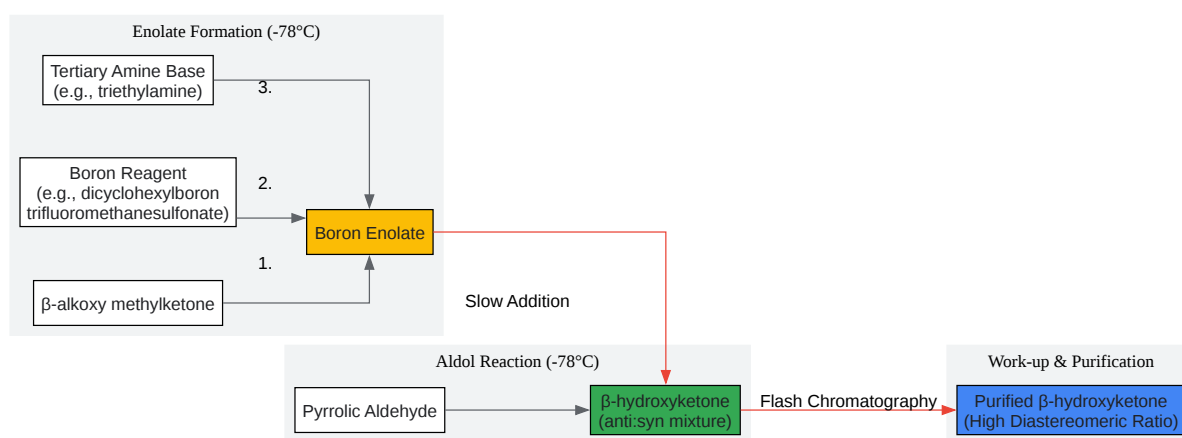 Enolate Formation (-78°C)
Tertiary Amine Base
(e.g., triethylamine)
3.
Boron Reagent
(e.g., dicyclohexylboron
trifluoromethanesulfonate)
2.
Boron Enolate
1.
β-alkoxy methylketone
Slow Addition
Aldol Reaction (-78°C)
Pyrrolic Aldehyde
β-hydroxyketone
(anti:syn mixture)
Flash Chromatography
Work-up & Purification
Purified β-hydroxyketone
(High Diastereomeric Ratio)